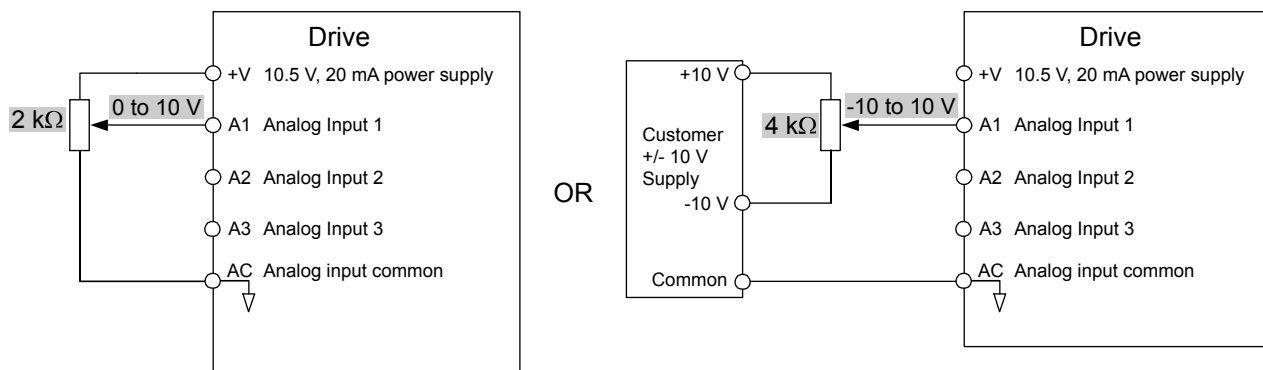 Drive
+V 10.5 V, 20 mA power supply
2 kΩ
0 to 10 V
A1 Analog Input 1
A2 Analog Input 2
A3 Analog Input 3
AC Analog input common
OR
+10 V
Customer
+/- 10 V
Supply
-10 V
Common
4 kΩ
-10 to 10 V
Drive
+V 10.5 V, 20 mA power supply
A1 Analog Input 1
A2 Analog Input 2
A3 Analog Input 3
AC Analog input common